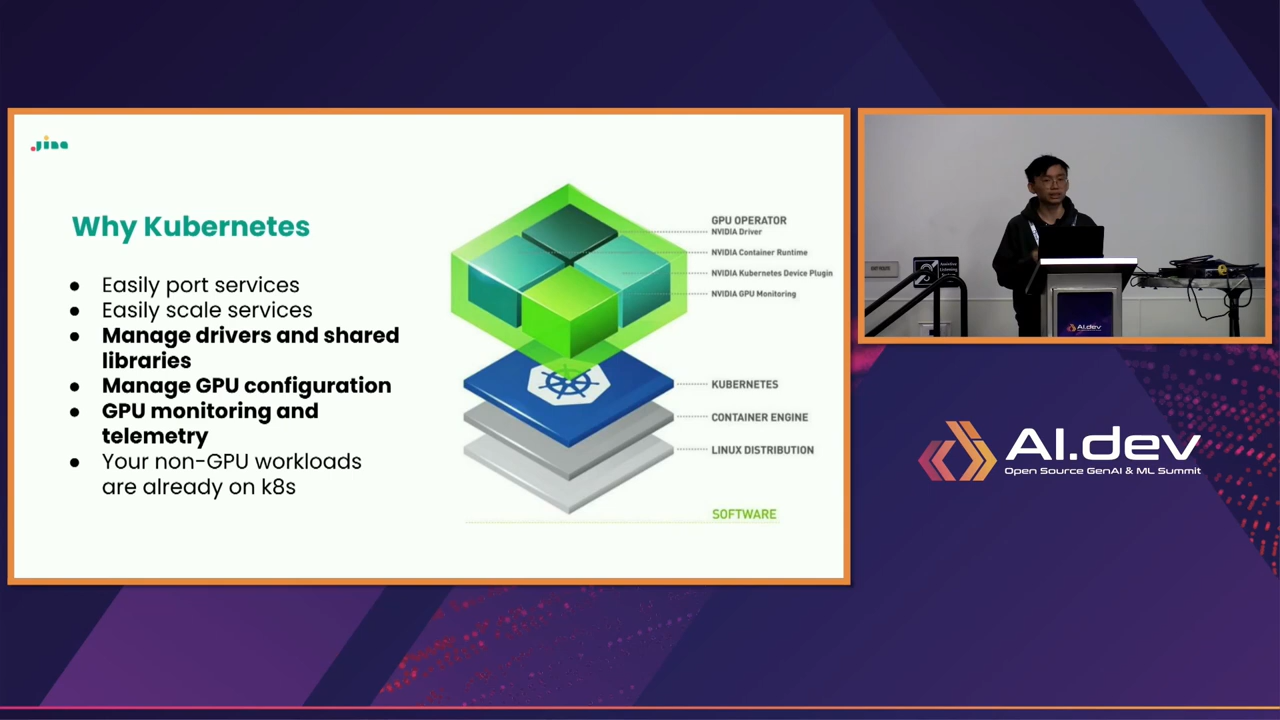 Jina
Why Kubernetes
● Easily port services
● Easily scale services
● Manage drivers and shared
libraries
● Manage GPU configuration
● GPU monitoring and
telemetry
● Your non-GPU workloads
are already on k8s
GPU OPERATOR
NVIDIA Driver
NVIDIA Container Runtime
NVIDIA Kubernetes Device Plugin
NVIDIA GPU Monitoring
KUBERNETES
CONTAINER ENGINE
LINUX DISTRIBUTION
SOFTWARE
AI.dev
AI.dev
Open Source GenAI & ML Summit